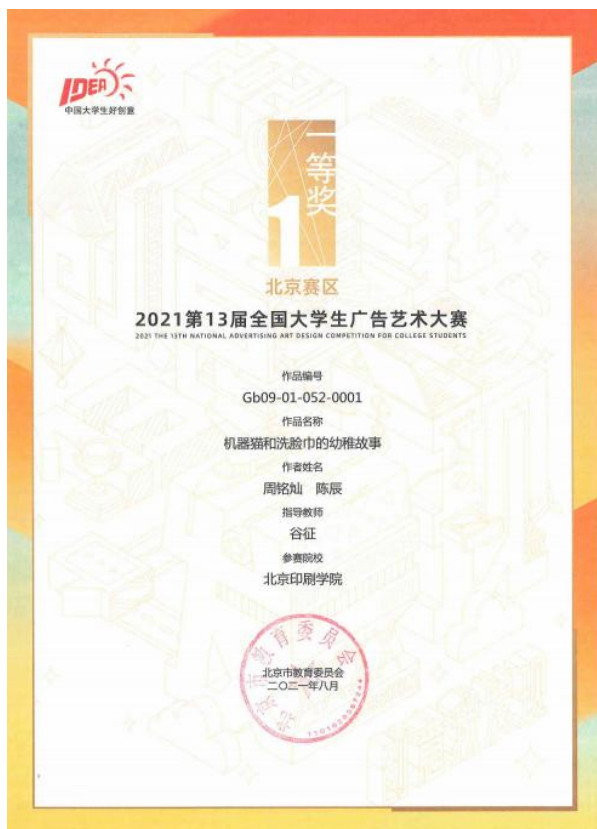 IDEA
中国大学生好创意
一等奖
1
北京赛区
2021第13届全国大学生广告艺术大赛
2021 THE 13TH NATIONAL ADVERTISING ART DESIGN COMPETITION FOR COLLEGE STUDENTS
作品编号
Gb09-01-052-0001
作品名称
机器猫和洗脸巾的幼稚故事
作者姓名
周铭灿 陈辰
指导教师
谷征
参赛院校
北京印刷学院
北京市教育委员会
北京市教育委员会
二〇二一年八月